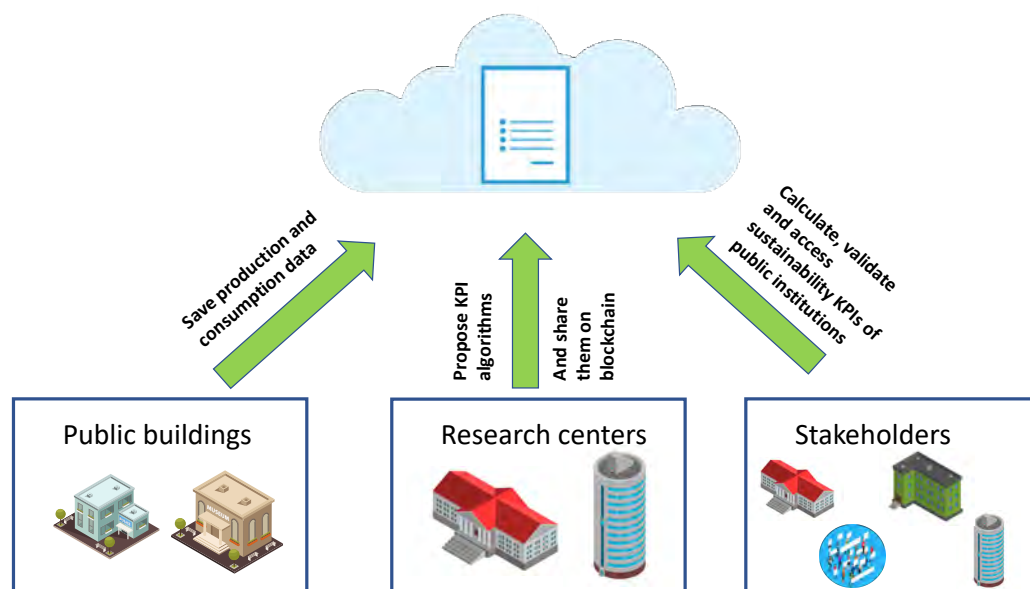 Save production and
consumption data
Propose KPI
algorithms
And share
them on
blockchain
Calculate, validate
and access
sustainability KPIs of
public institutions
Public buildings
MUSEUM
Research centers
Stakeholders